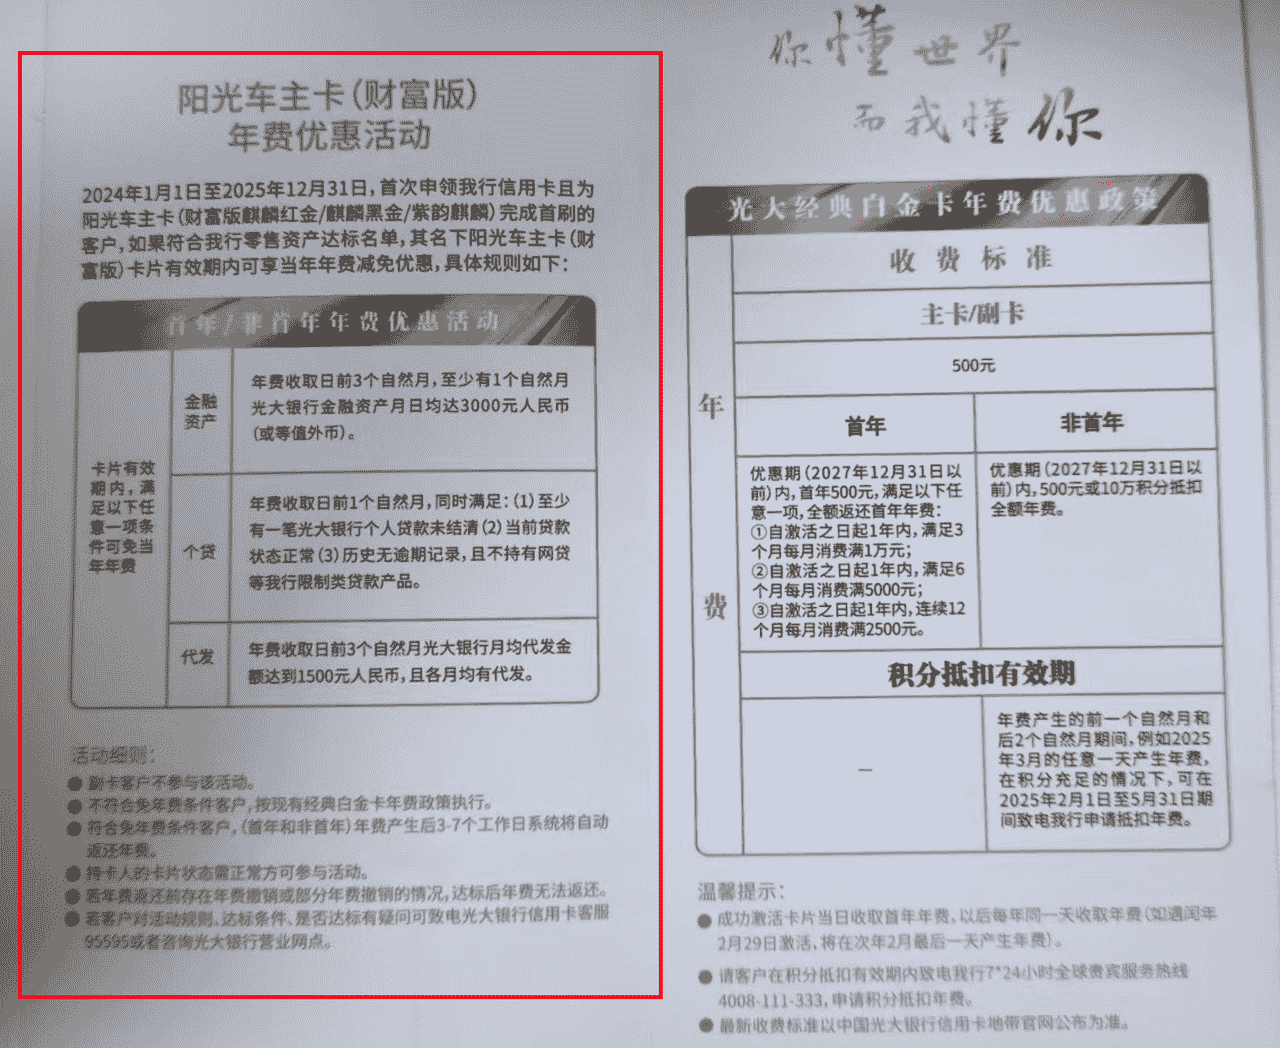 阳光车主卡(财富版)
年费优惠活动
2024年1月1日至2025年12月31日,首次申领我行信用卡且为
阳光车主卡(财富版麒麟红金/麒麟黑金/紫韵麒麟)完成首刷的
客户,如果符合我行零售资产达标名单,其名下阳光车主卡(财
富版)卡片有效期内可享当年年费减免优惠,具体规则如下:
首年/非首年年费优惠活动
卡片有效
期内,满
足以下任
意一项条
件可免当
年年费
金融
资产
年费收取日前3个自然月,至少有1个自然月
光大银行金融资产月日均达3000元人民币
(或等值外币)。
个贷
年费收取日前1个自然月,同时满足:(1)至少
有一笔光大银行个人贷款未结清(2)当前贷款
状态正常(3)历史无逾期记录,且不持有网贷
等我行限制类贷款产品。
代发
年费收取日前3个自然月光大银行月均代发金
额达到1500元人民币,且各月均有代发。
活动细则:
●副卡客户不参与该活动。
●不符合免年费条件客户,按现有经典白金卡年费政策执行。
●符合免年费条件客户,(首年和非首年)年费产生后3-7个工作日系统将自动
返还年费。
●持卡人的卡片状态需正常方可参与活动。
●若年费返还前存在年费撤销或部分年费撤销的情况,达标后年费无法返还。
●若客户对活动规则、达标条件、是否达标有疑问可致电光大银行信用卡客服
95595或者咨询光大银行营业网点。
你懂世界
而我懂你
光大经典白金卡年费优惠政策
年
费
收费标准
主卡/副卡
500元
首年
非首年
优惠期(2027年12月31日以
前)内,首年500元,满足以下任
意一项,全额返还首年年费:
①自激活之日起1年内,满足3
个月每月消费满1万元;
②自激活之日起1年内,满足6
个月每月消费满5000元;
③自激活之日起1年内,连续12
个月每月消费满2500元。
优惠期(2027年12月31日以
前)内,500元或10万积分抵扣
全额年费。
积分抵扣有效期
—
年费产生的前一个自然月和
后2个自然月期间,例如2025
年3月的任意一天产生年费,
在积分充足的情况下,可在
2025年2月1日至5月31日期
间致电我行申请抵扣年费。
温馨提示:
●成功激活卡片当日收取首年年费,以后每年同一天收取年费(如遇闰年
2月29日激活,将在次年2月最后一天产生年费)。
●请客户在积分抵扣有效期内致电我行7*24小时全球贵宾服务热线
4008-111-333,申请积分抵扣年费。
●最新收费标准以中国光大银行信用卡地带官网公布为准。